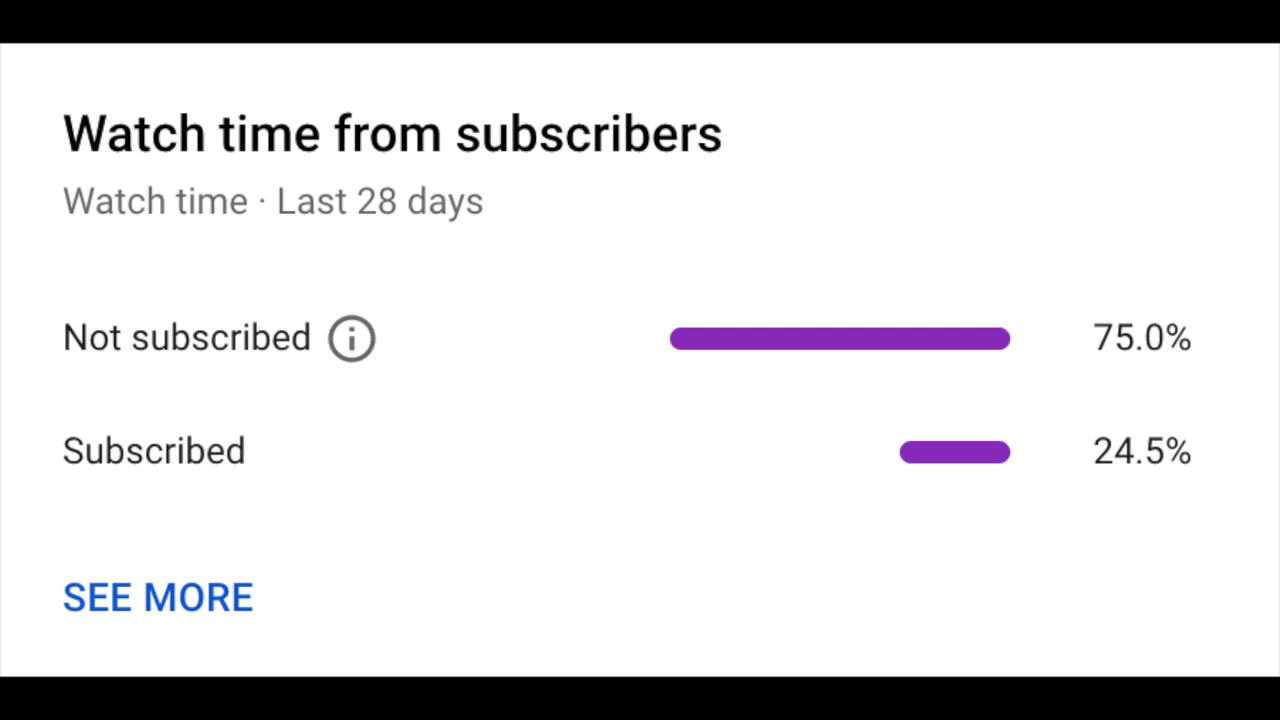 Watch time from subscribers
Watch time · Last 28 days
Not subscribed 75.0%
Subscribed 24.5%
SEE MORE